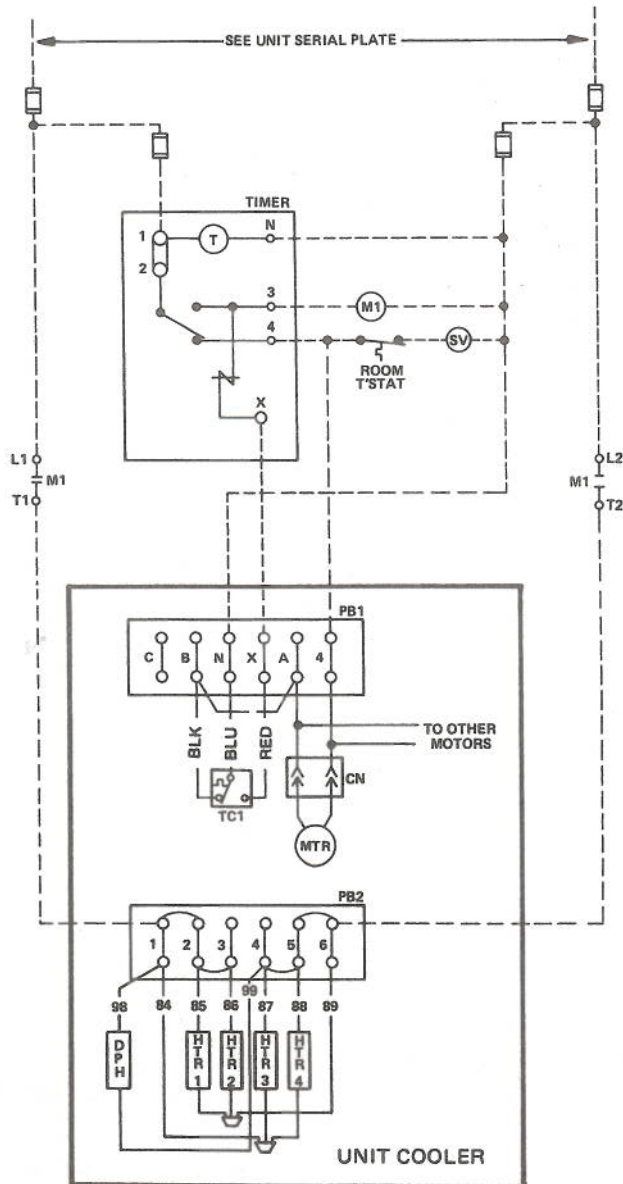 SEE UNIT SERIAL PLATE
TIMER
1
T
N
2
3
M1
4
SV
ROOM
T'STAT
X
L1
M1
T1
L2
M1
T2
PB1
C
B
N
X
A
4
BLK
BLU
RED
TO OTHER
MOTORS
CN
TC1
MTR
PB2
1
2
3
4
5
6
98
84
85
86
99
87
88
89
DPH
HTR 1
HTR 2
HTR 3
HTR 4
UNIT COOLER